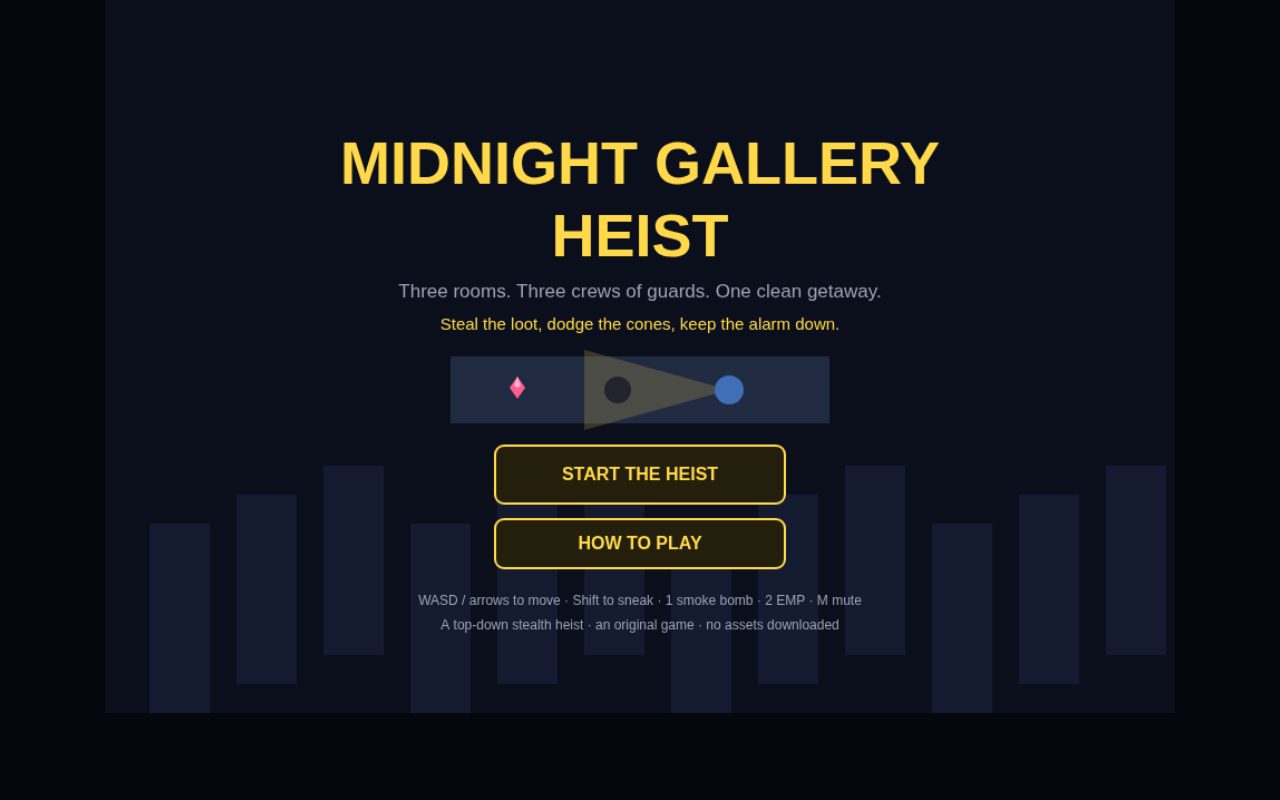 MIDNIGHT GALLERY
HEIST
Three rooms. Three crews of guards. One clean getaway.
Steal the loot, dodge the cones, keep the alarm down.
START THE HEIST
HOW TO PLAY
WASD / arrows to move · Shift to sneak · 1 smoke bomb · 2 EMP · M mute
A top-down stealth heist · an original game · no assets downloaded